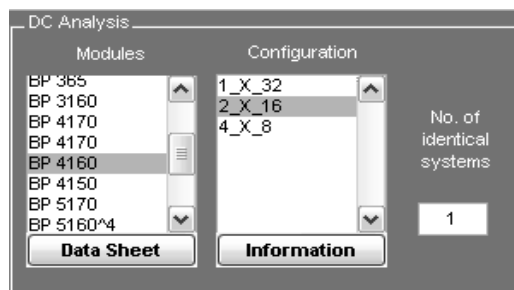 DC Analysis
Modules
BP 365
BP 3160
BP 4170
BP 4170
BP 4160
BP 4150
BP 5170
BP 5160^4
Data Sheet
Configuration
1_X_32
2_X_16
4_X_8
Information
No. of
identical
systems
1